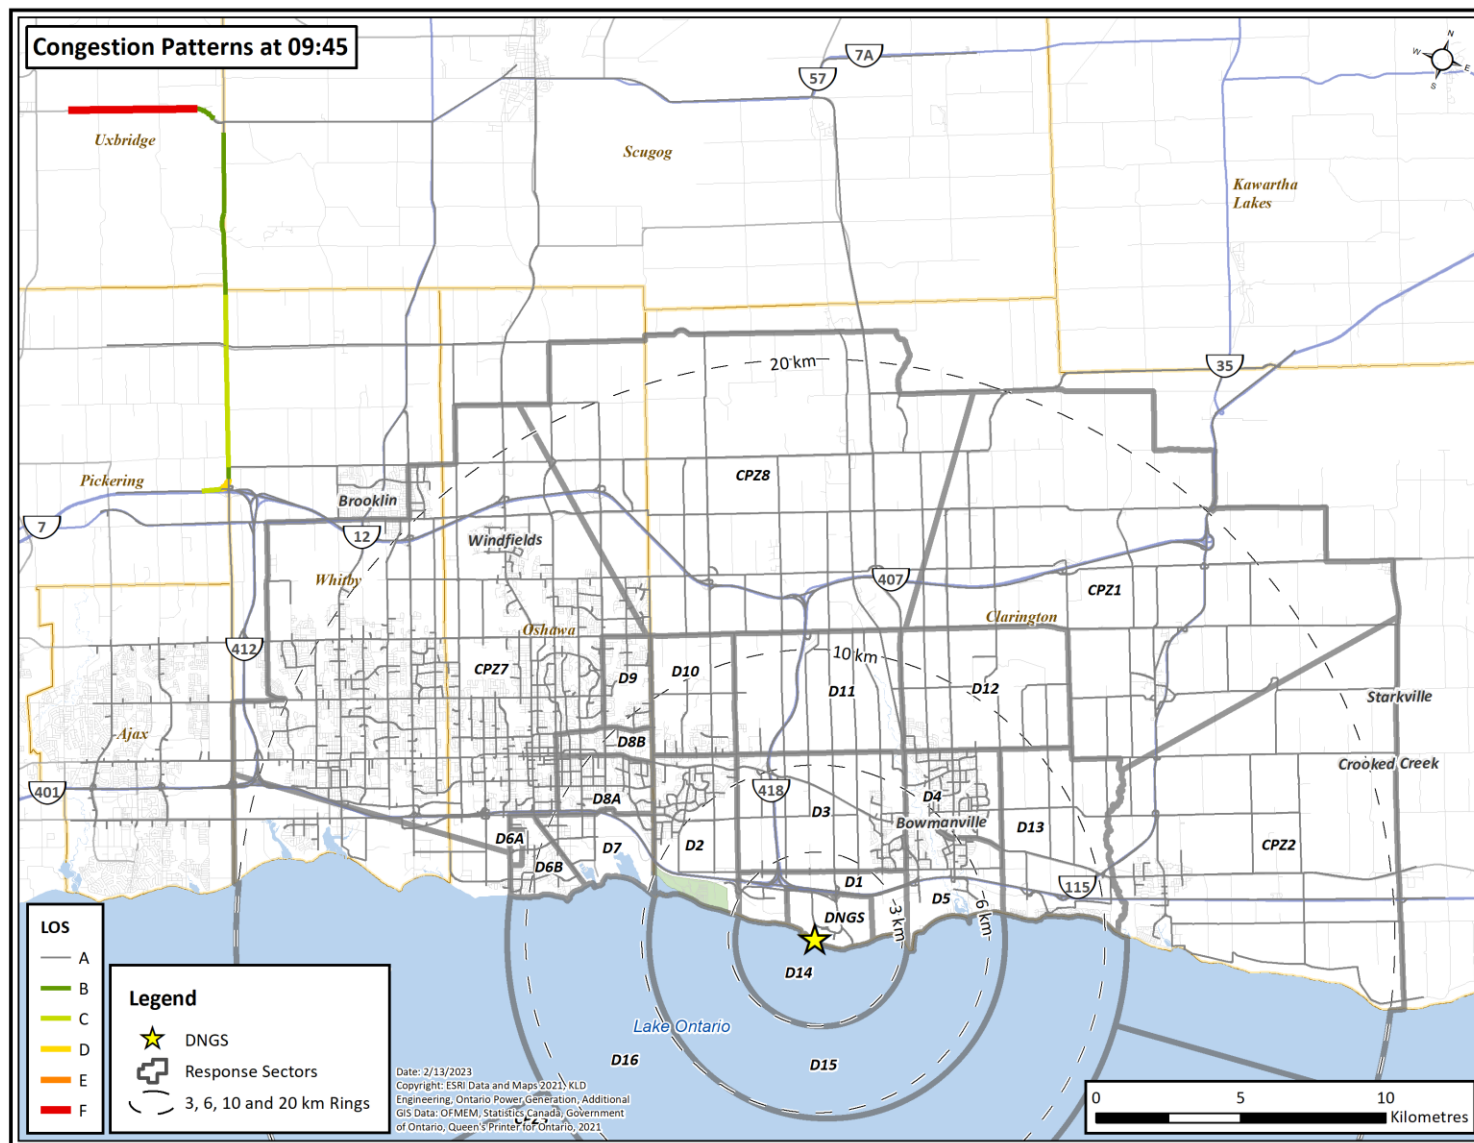 Congestion Patterns at 09:45
7A
57
N
W
E
S
Uxbridge
Scugog
Kawartha
Lakes
20 km
35
Pickering
CPZ8
Brooklin
7
12
Windfields
407
Whitby
CPZ1
Clarington
Oshawa
412
10 km
CPZ7
D9
D10
D11
D12
Starkville
Ajax
D8B
Crooked Creek
401
418
D8A
D3
D4
Bowmanville
D13
D6A
D2
CPZ2
D7
D6B
D1
115
D5
DNGS
3 km
6 km
D14
Lake Ontario
D16
D15
LOS
A
B
C
D
E
F
Legend
DNGS
Response Sectors
3, 6, 10 and 20 km Rings
Date: 2/13/2023
Copyright: ESRI Data and Maps 2021, KLD
Engineering, Ontario Power Generation, Additional
GIS Data: OFMEM, Statistics Canada, Government
of Ontario, Queen's Printer for Ontario, 2021
0
5
10
Kilometres